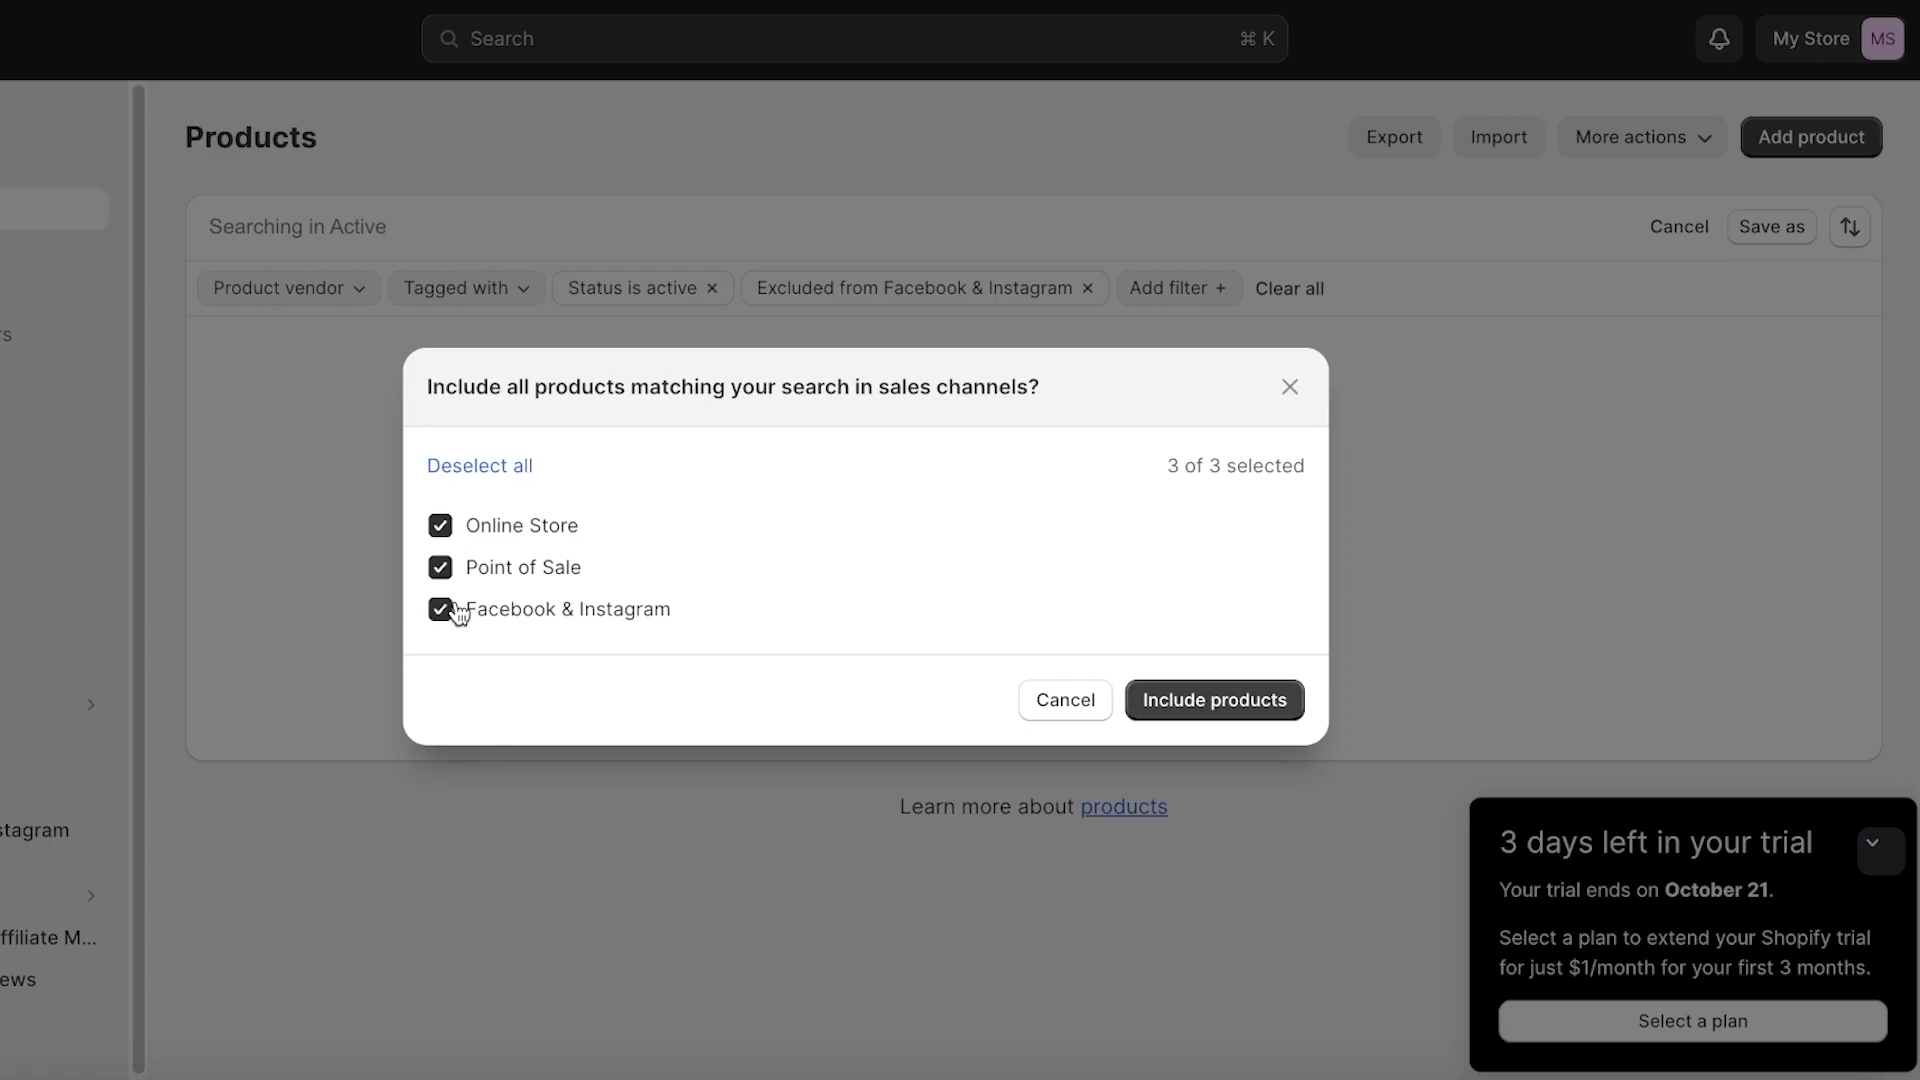 Search
⌘ K
My Store
MS
Products
Export
Import
More actions
Add product
Searching in Active
Cancel
Save as
Product vendor
Tagged with
Status is active ×
Excluded from Facebook & Instagram ×
Add filter +
Clear all
rs
Include all products matching your search in sales channels?
Deselect all
3 of 3 selected
Online Store
Point of Sale
Facebook & Instagram
Cancel
Include products
Learn more about products
stagram
ffiliate M...
ews
3 days left in your trial
Your trial ends on October 21.
Select a plan to extend your Shopify trial
for just $1/month for your first 3 months.
Select a plan